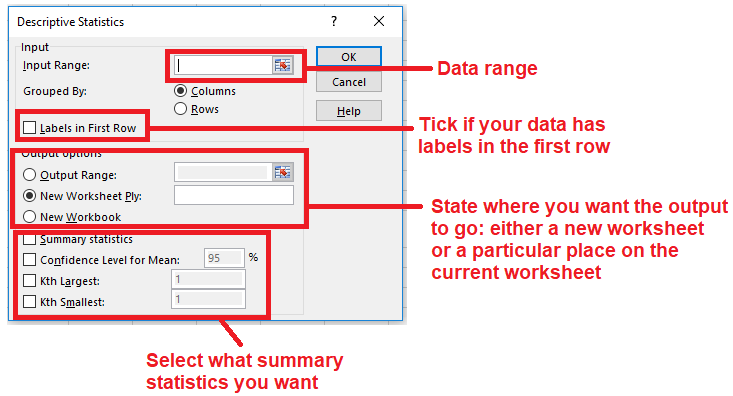 Descriptive Statistics ? ×
Input
Input Range:
Grouped By:
Columns
Rows
Labels in First Row
OK
Cancel
Help
Output options
Output Range:
New Worksheet Ply:
New Workbook
Summary statistics
Confidence Level for Mean: 95 %
Kth Largest: 1
Kth Smallest: 1
Data range
Tick if your data has
labels in the first row
State where you want the output
to go: either a new worksheet
or a particular place on the
current worksheet
Select what summary
statistics you want